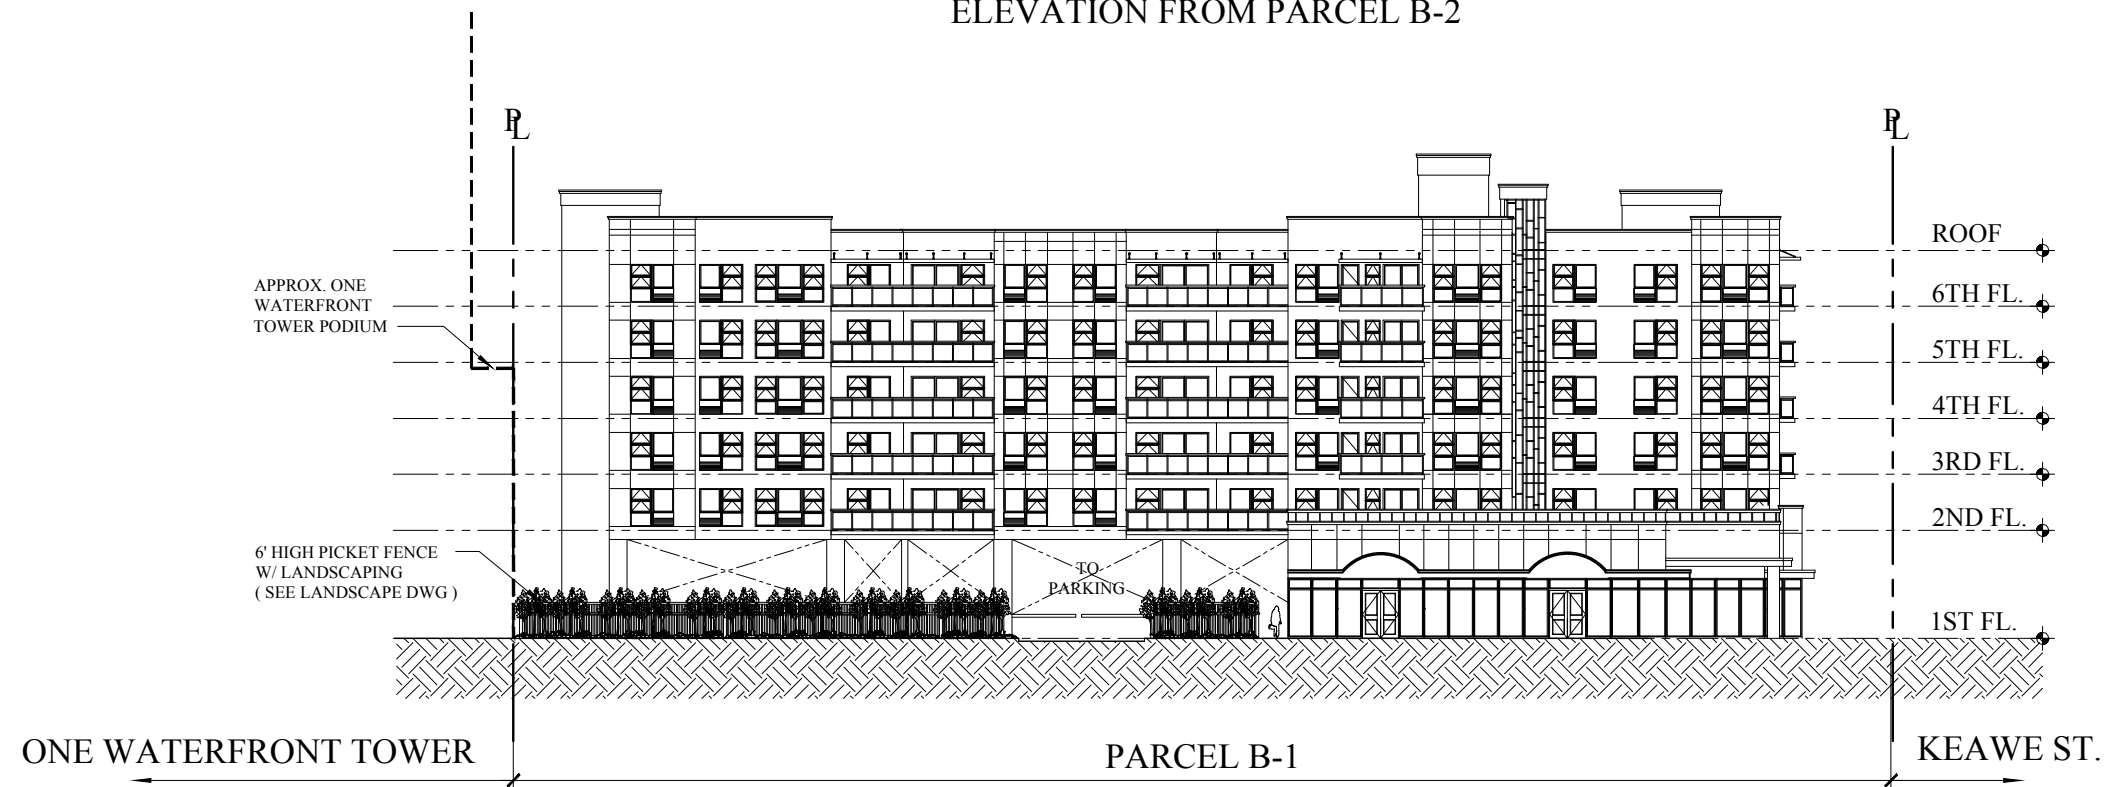 ELEVATION FROM PARCEL B-2
PL
PL
ROOF
APPROX. ONE
WATERFRONT
TOWER PODIUM
6TH FL.
5TH FL.
4TH FL.
3RD FL.
2ND FL.
6' HIGH PICKET FENCE
W/ LANDSCAPING
( SEE LANDSCAPE DWG )
TO
PARKING
1ST FL.
ONE WATERFRONT TOWER
PARCEL B-1
KEAWE ST.